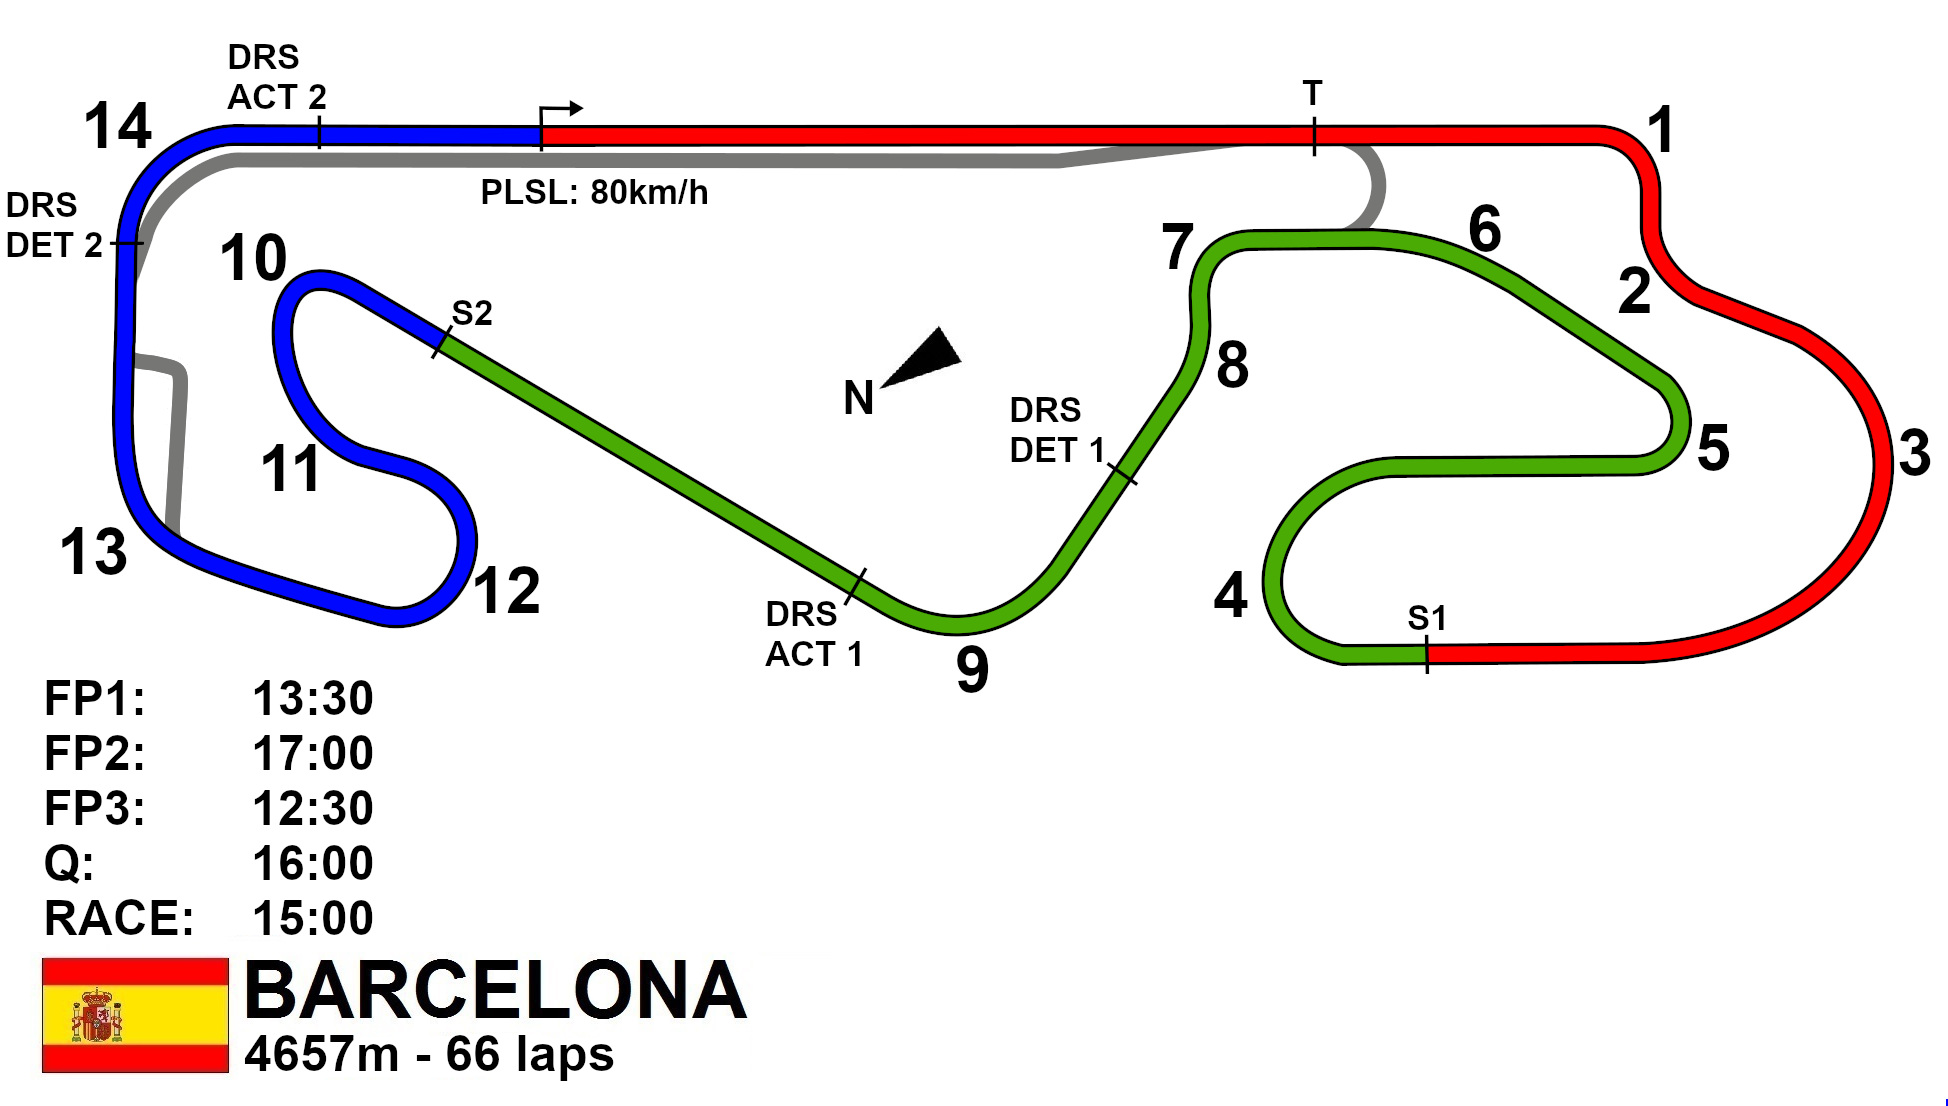 DRS
ACT 2
T
14
1
DRS
DET 2
PLSL: 80km/h
10
7
6
2
S2
8
N
DRS
DET 1
5
3
11
13
12
4
S1
DRS
ACT 1
9
FP1: 13:30
FP2: 17:00
FP3: 12:30
Q: 16:00
RACE: 15:00
BARCELONA
4657m - 66 laps